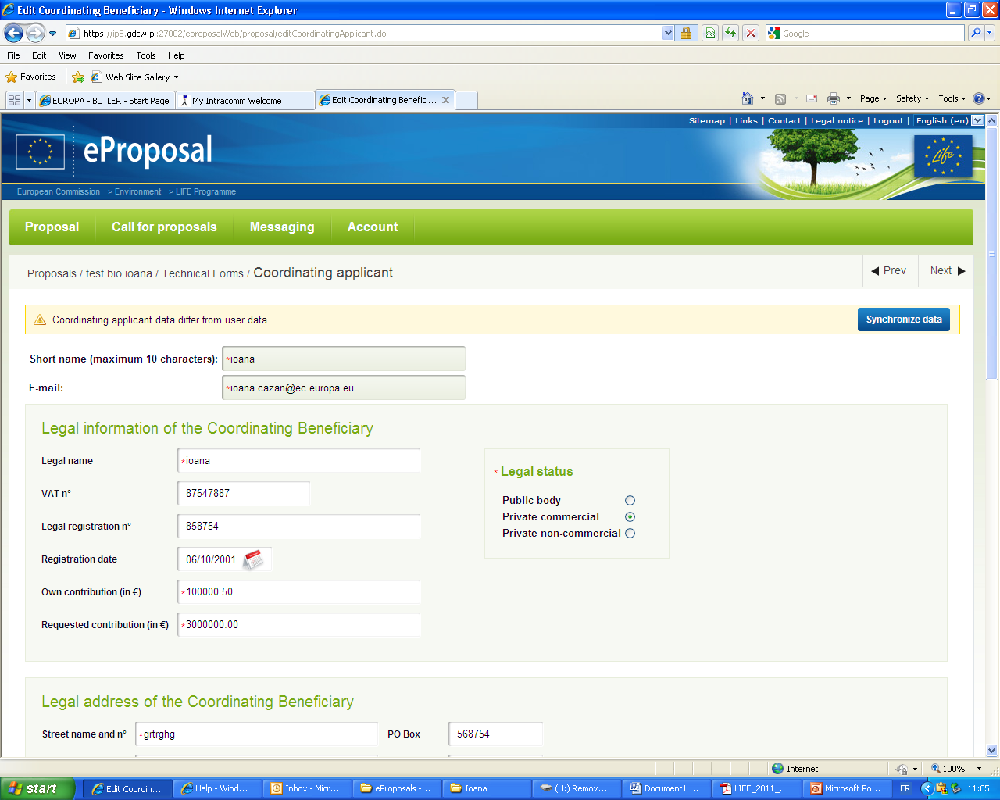 Edit Coordinating Beneficiary - Windows Internet Explorer
https://ip5.gdcw.pl:27002/eproposalWeb/proposal/editCoordinatingApplicant.do
Google
File Edit View Favorites Tools Help
Favorites Web Slice Gallery
EUROPA - BUTLER - Start Page My Intracomm Welcome Edit Coordinating Benefici... Page Safety Tools
Sitemap | Links | Contact | Legal notice | Logout | English (en)
eProposal
Life
European Commission > Environment > LIFE Programme
Proposal Call for proposals Messaging Account
Proposals / test bio ioana / Technical Forms / Coordinating applicant Prev Next
Coordinating applicant data differ from user data Synchronize data
Short name (maximum 10 characters): *ioana
E-mail: *ioana.cazan@ec.europa.eu
Legal information of the Coordinating Beneficiary
Legal name *ioana
VAT n° 87547887
Legal registration n° 858754
Registration date 06/10/2001
Own contribution (in €) *100000.50
Requested contribution (in €) *3000000.00
* Legal status
Public body
Private commercial
Private non-commercial
Legal address of the Coordinating Beneficiary
Street name and n° *grtrghg PO Box 568754
Internet 100%
start Edit Coordin... Help - Wind... Inbox - Micr... eProposals -... Ioana (H:) Remov... Document1 ... LIFE_2011_... Microsoft Po... FR 11:05